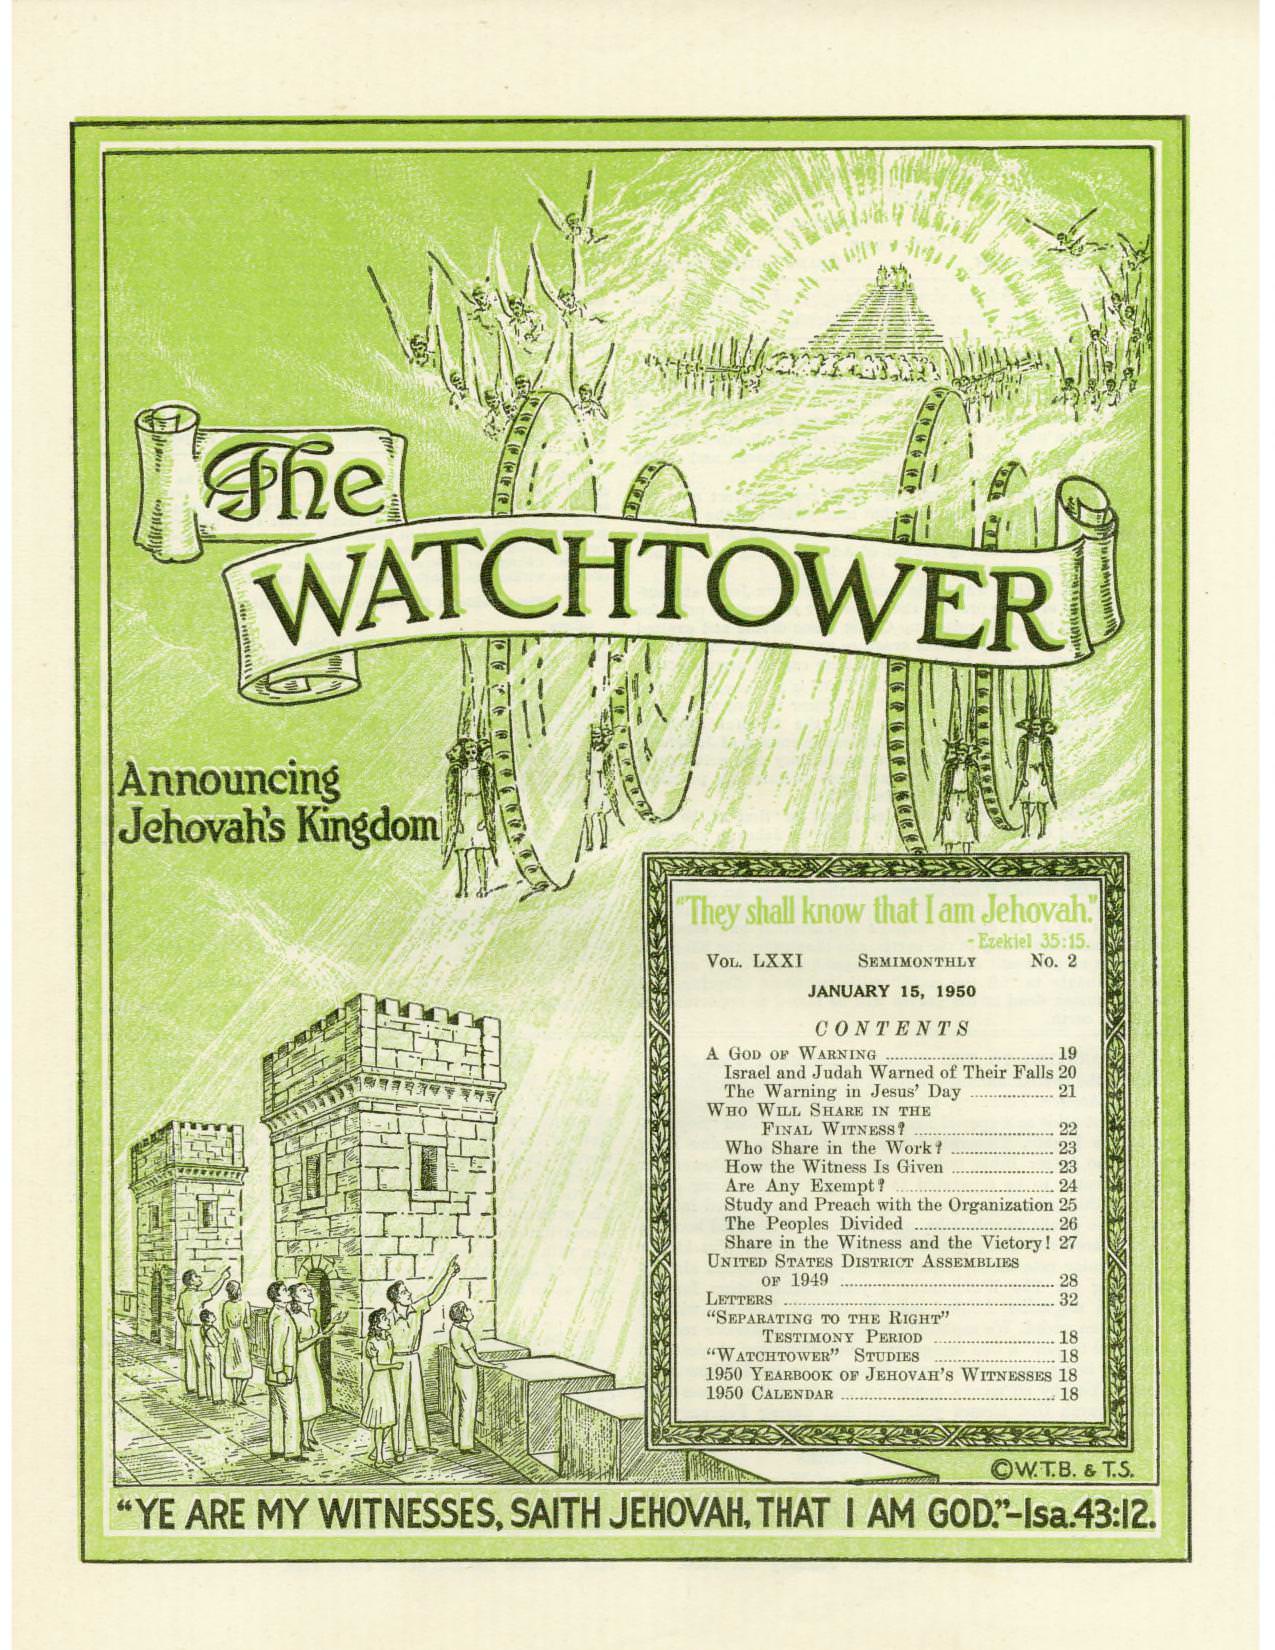 The
WATCHTOWER
Announcing
Jehovah's Kingdom
"They shall know that I am Jehovah."
- Ezekiel 35:15.
VOL. LXXI SEMIMONTHLY No. 2
JANUARY 15, 1950
CONTENTS
A GOD OF WARNING 19
Israel and Judah Warned of Their Falls 20
The Warning in Jesus' Day 21
WHO WILL SHARE IN THE
FINAL WITNESS? 22
Who Share in the Work? 23
How the Witness Is Given 23
Are Any Exempt? 24
Study and Preach with the Organization 25
The Peoples Divided 26
Share in the Witness and the Victory! 27
UNITED STATES DISTRICT ASSEMBLIES
OF 1949 28
LETTERS 32
"SEPARATING TO THE RIGHT"
TESTIMONY PERIOD 18
"WATCHTOWER" STUDIES 18
1950 YEARBOOK OF JEHOVAH'S WITNESSES 18
1950 CALENDAR 18
©W.T.B. & T.S.
"YE ARE MY WITNESSES, SAITH JEHOVAH, THAT I AM GOD."-Isa.43:12.